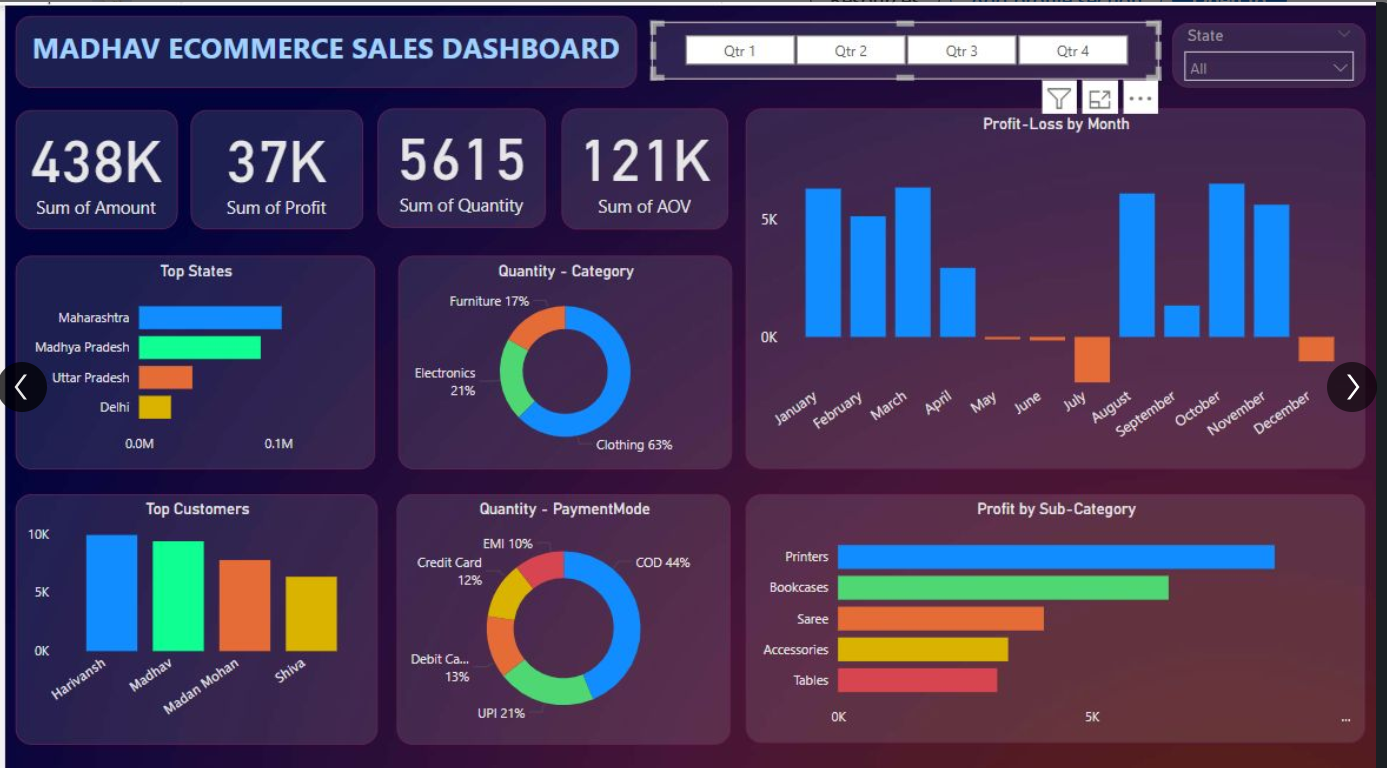 MADHAV ECOMMERCE SALES DASHBOARD
Qtr 1
Qtr 2
Qtr 3
Qtr 4
State
All
438K
Sum of Amount
37K
Sum of Profit
5615
Sum of Quantity
121K
Sum of AOV
Profit-Loss by Month
5K
0K
January
February
March
April
May
June
July
August
September
October
November
December
Top States
Maharashtra
Madhya Pradesh
Uttar Pradesh
Delhi
0.0M
0.1M
Quantity - Category
Furniture 17%
Electronics
21%
Clothing 63%
Top Customers
10K
5K
0K
Harivansh
Madhav
Madan Mohan
Shiva
Quantity - PaymentMode
EMI 10%
Credit Card
12%
COD 44%
Debit Ca...
13%
UPI 21%
Profit by Sub-Category
Printers
Bookcases
Saree
Accessories
Tables
0K
5K
...